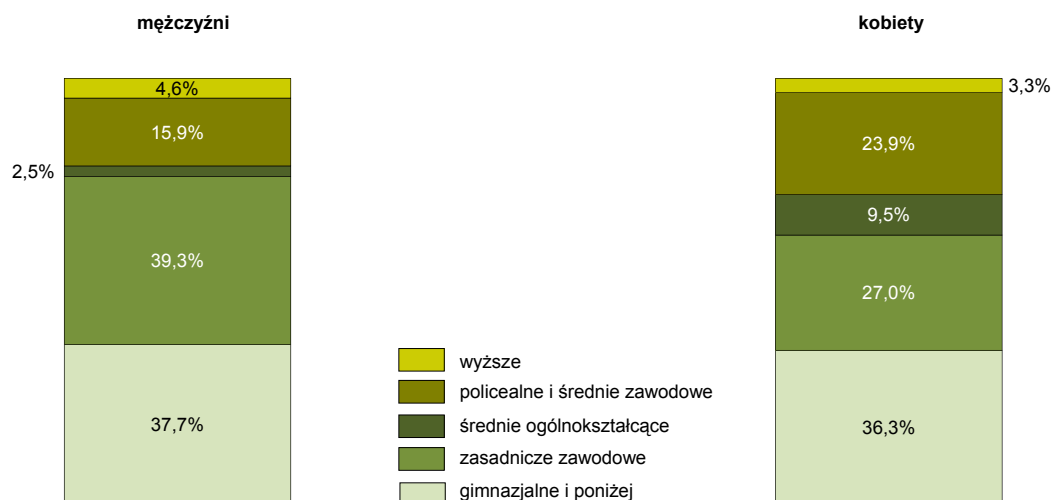 mężczyźni
4,6%
15,9%
2,5%
39,3%
37,7%
wyższe
policealne i średnie zawodowe
średnie ogólnokształcące
zasadnicze zawodowe
gimnazjalne i poniżej
kobiety
3,3%
23,9%
9,5%
27,0%
36,3%